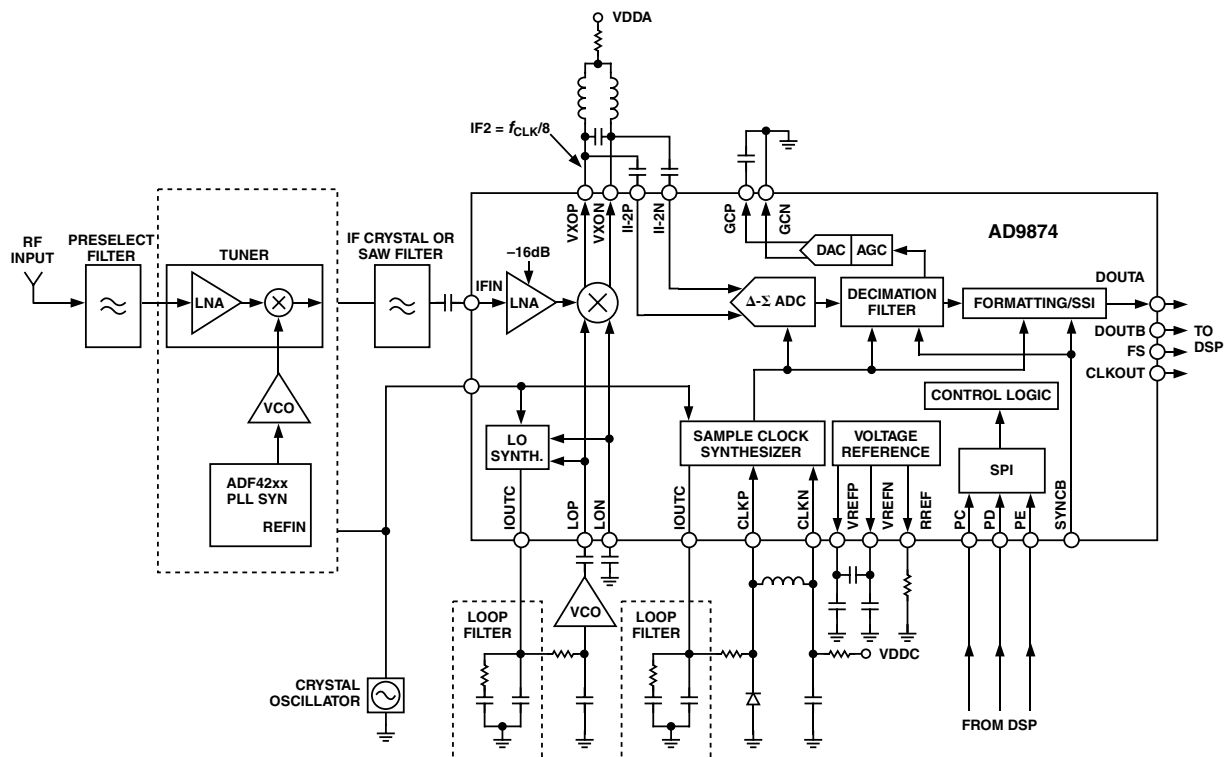 VDDA
IF2 = fCLK/8
VXOP
VXON
II-2P
II-2N
GCP
GCN
AD9874
RF
INPUT
PRESELECT
FILTER
TUNER
LNA
VCO
ADF42xx
PLL SYN
REFIN
IF CRYSTAL OR
SAW FILTER
IFIN
–16dB
LNA
DAC
AGC
Δ-Σ ADC
DECIMATION
FILTER
FORMATTING/SSI
DOUTA
DOUTB
FS
CLKOUT
TO
DSP
LO
SYNTH.
SAMPLE CLOCK
SYNTHESIZER
VOLTAGE
REFERENCE
CONTROL LOGIC
SPI
IOUTC
LOP
LON
IOUTC
CLKP
CLKN
VREFP
VREFN
RREF
PC
PD
PE
SYNCB
LOOP
FILTER
VCO
LOOP
FILTER
VDDC
CRYSTAL
OSCILLATOR
FROM DSP